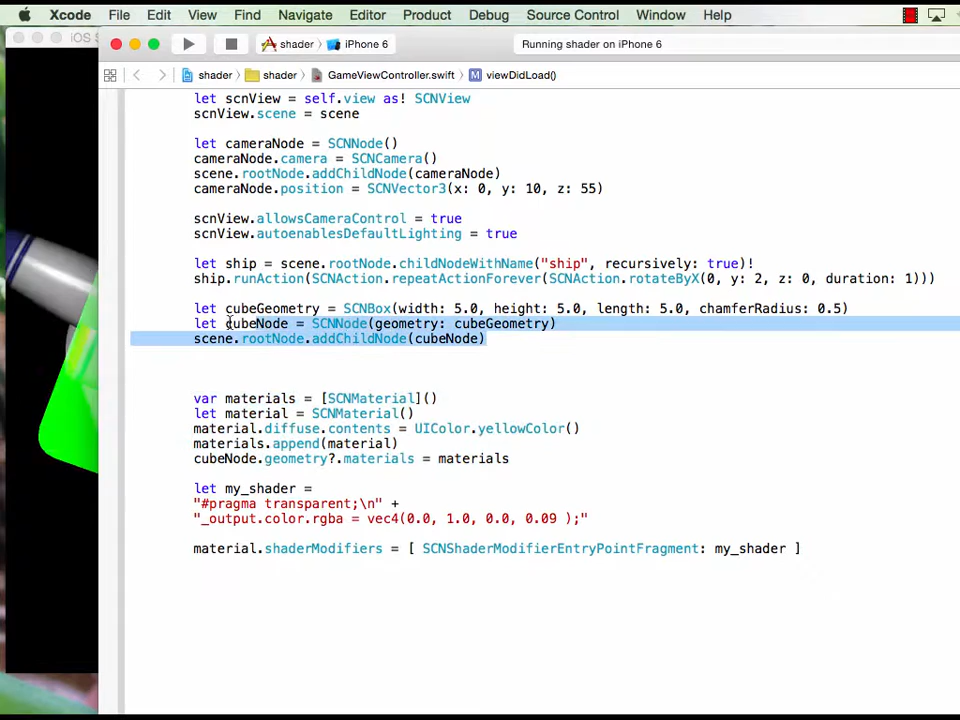 Xcode File Edit View Find Navigate Editor Product Debug Source Control Window Help
iOS S
shader iPhone 6 Running shader on iPhone 6
shader shader GameViewController.swift M viewDidLoad()
let scnView = self.view as! SCNView
scnView.scene = scene
let cameraNode = SCNNode()
cameraNode.camera = SCNCamera()
scene.rootNode.addChildNode(cameraNode)
cameraNode.position = SCNVector3(x: 0, y: 10, z: 55)
scnView.allowsCameraControl = true
scnView.autoenablesDefaultLighting = true
let ship = scene.rootNode.childNodeWithName("ship", recursively: true)!
ship.runAction(SCNAction.repeatActionForever(SCNAction.rotateByX(0, y: 2, z: 0, duration: 1)))
let cubeGeometry = SCNBox(width: 5.0, height: 5.0, length: 5.0, chamferRadius: 0.5)
let cubeNode = SCNNode(geometry: cubeGeometry)
scene.rootNode.addChildNode(cubeNode)
var materials = [SCNMaterial]()
let material = SCNMaterial()
material.diffuse.contents = UIColor.yellowColor()
materials.append(material)
cubeNode.geometry?.materials = materials
let my_shader =
"#pragma transparent;\n" +
"_output.color.rgba = vec4(0.0, 1.0, 0.0, 0.09 );"
material.shaderModifiers = [ SCNShaderModifierEntryPointFragment: my_shader ]